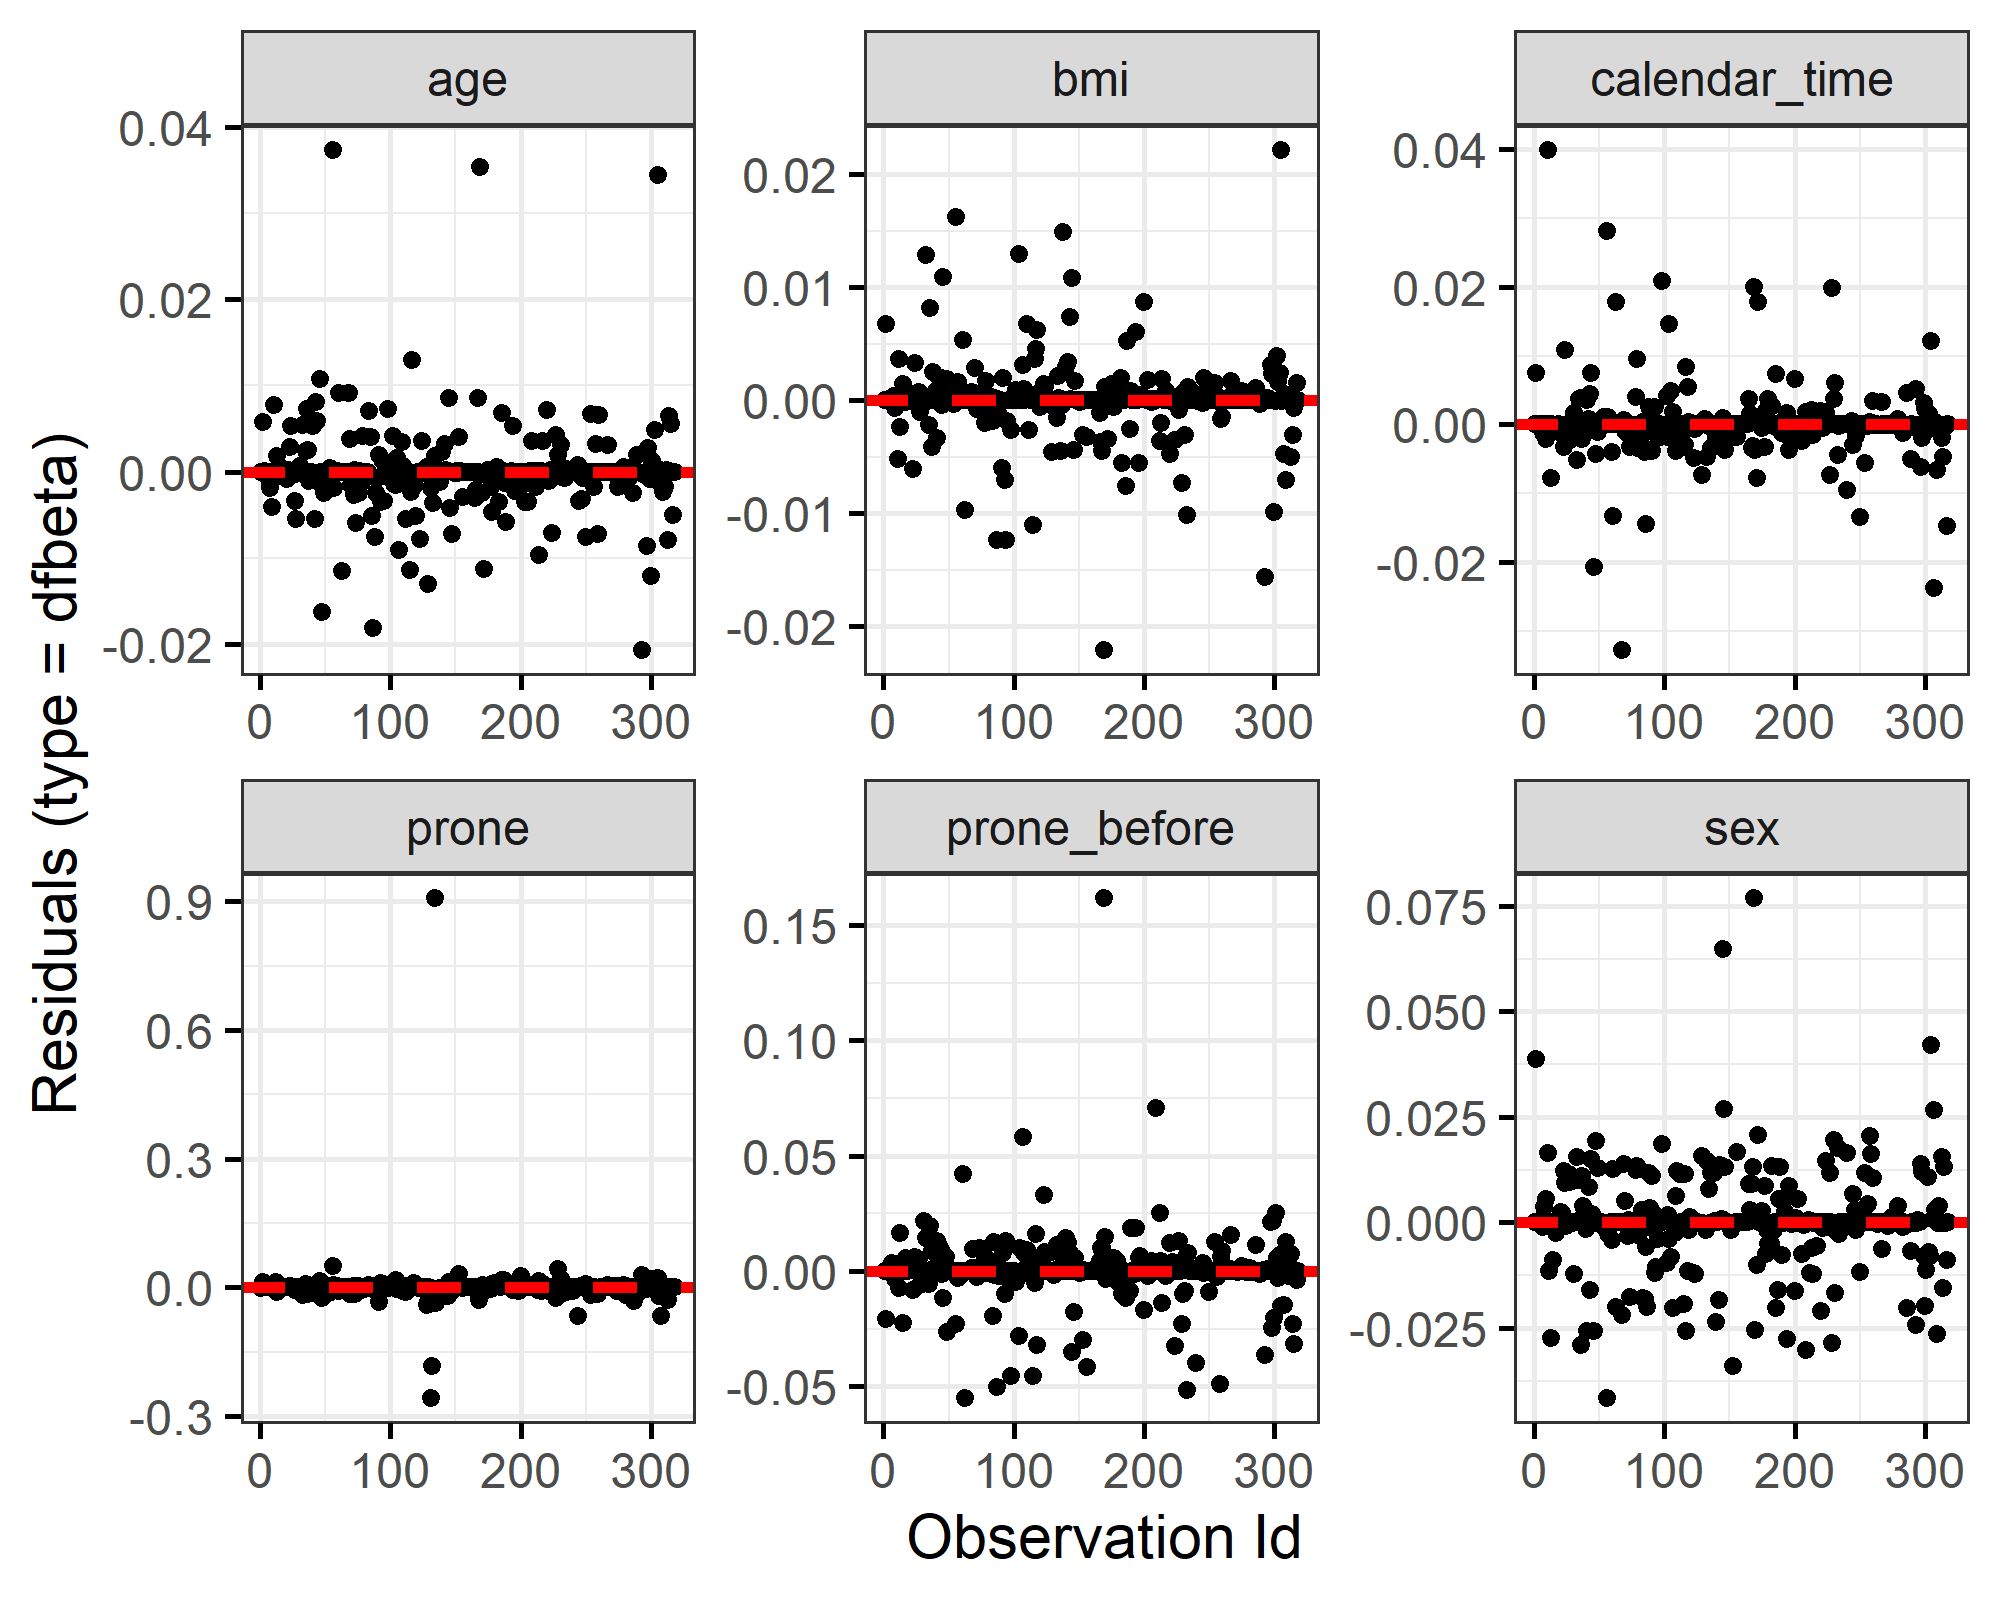 age bmi calendar_time
0.04
0.02
0.00
-0.02
0.02
0.01
0.00
-0.01
-0.02
0.04
0.02
0.00
-0.02
0 100 200 300
0 100 200 300
0 100 200 300
Residuals (type = dfbeta)
prone prone_before sex
0.9
0.6
0.3
0.0
-0.3
0.15
0.10
0.05
0.00
-0.05
0.075
0.050
0.025
0.000
-0.025
0 100 200 300
0 100 200 300
0 100 200 300
Observation Id